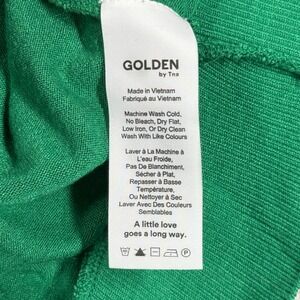 GOLDEN
by Tna
Made in Vietnam
Fabriqué au Vietnam
Machine Wash Cold,
No Bleach, Dry Flat,
Low Iron, Or Dry Clean
Wash With Like Colours
Laver à La Machine à
L'eau Froide,
Pas De Blanchiment,
Sécher à Plat,
Repasser à Basse
Température,
Ou Nettoyer à Sec
Laver Avec Des Couleurs
Semblables
A little love
goes a long way.